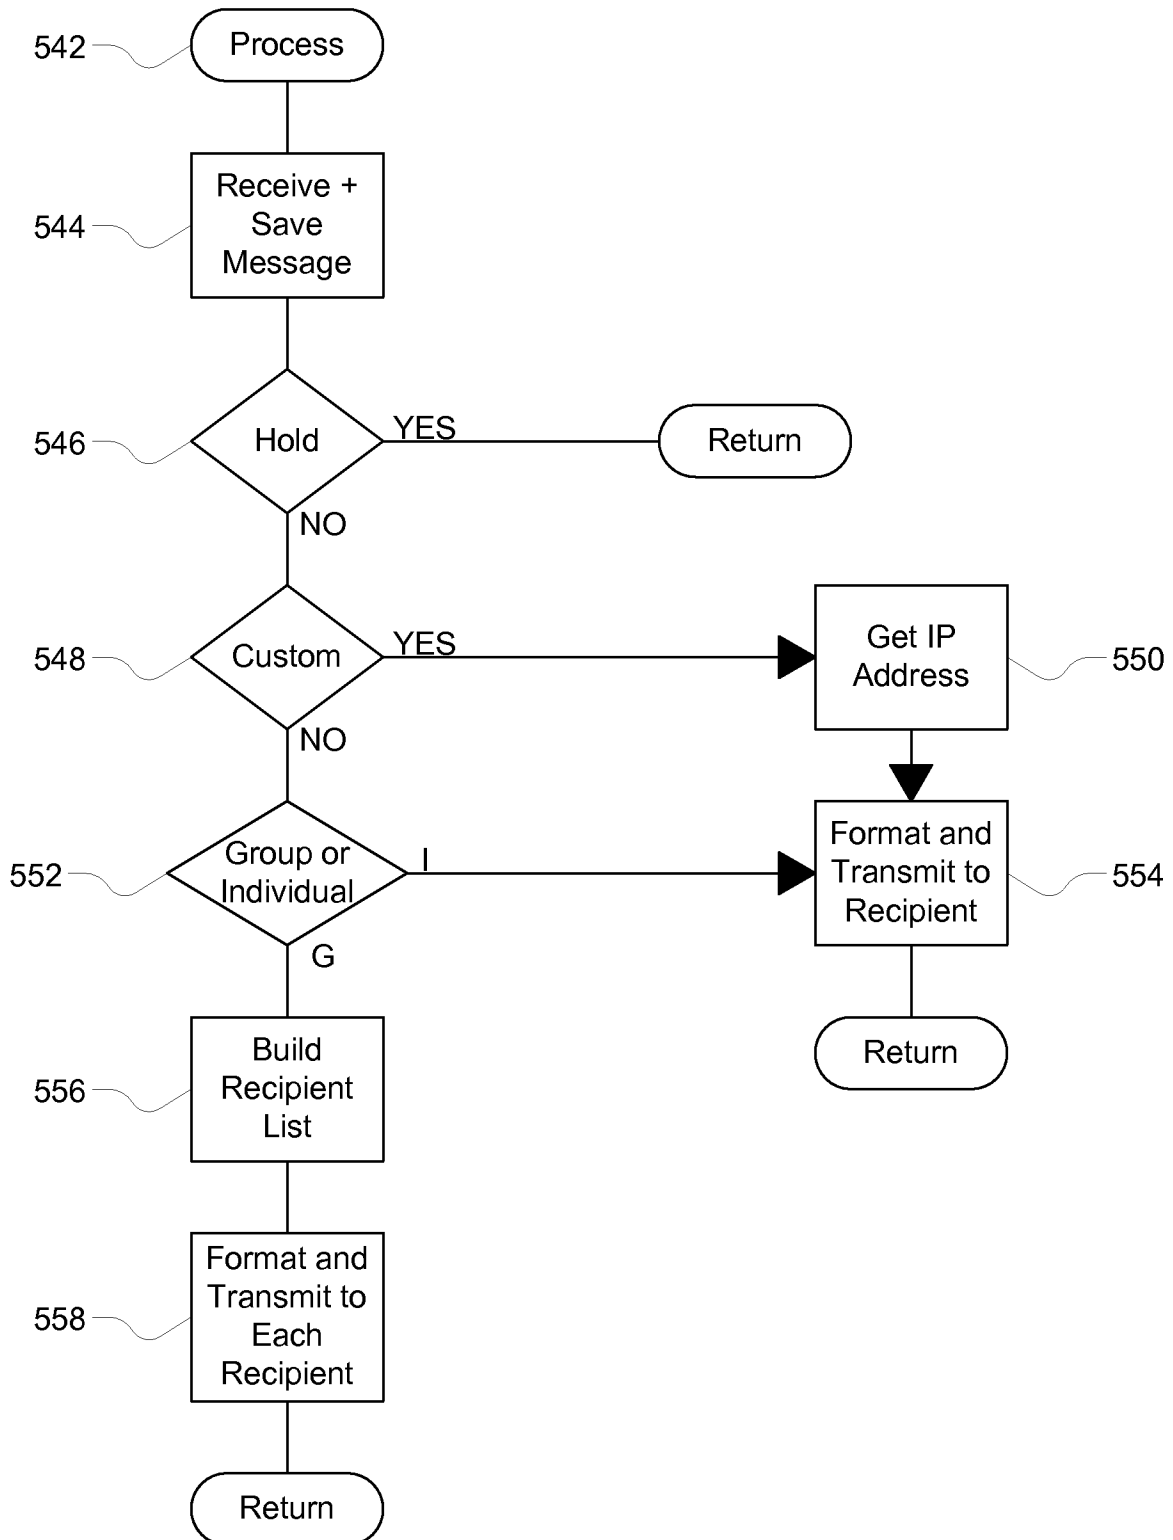 542
Process
544
Receive +
Save
Message
546
Hold
YES
Return
NO
548
Custom
YES
Get IP
Address
550
NO
552
Group or
Individual
I
Format and
Transmit to
Recipient
554
G
Return
556
Build
Recipient
List
558
Format and
Transmit to
Each
Recipient
Return